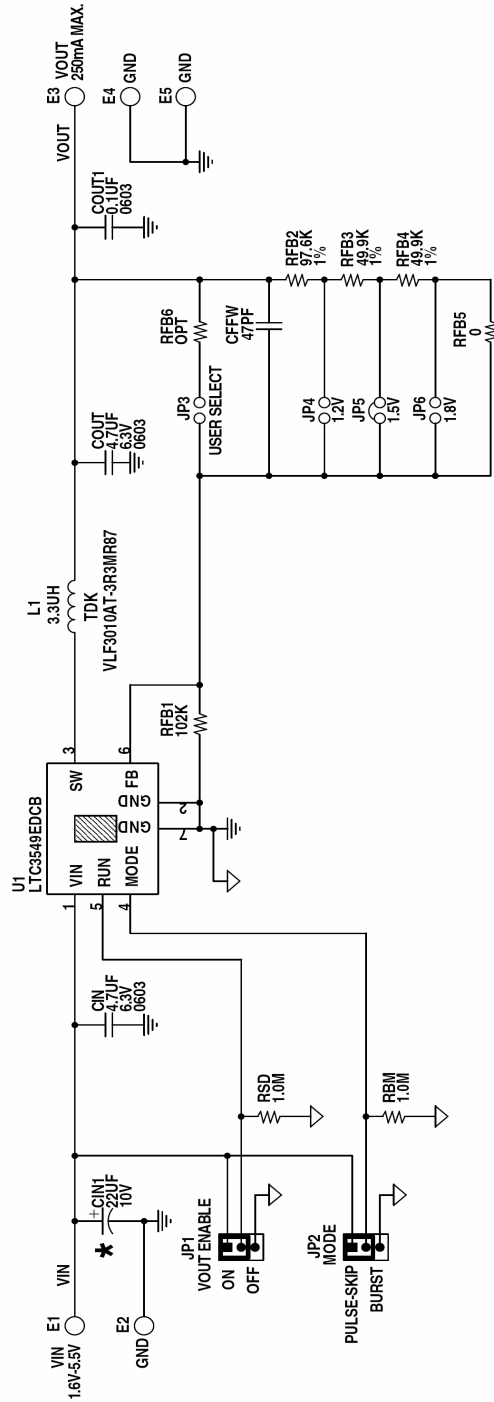 E1
VIN
1.6V-5.5V
VIN
E2
GND
+
CIN1
22UF
10V
*
CIN
4.7UF
6.3V
0603
JP1
VOUT ENABLE
ON
OFF
RSD
1.0M
JP2
MODE
PULSE-SKIP
BURST
RBM
1.0M
U1
LTC3549EDCB
1
VIN
5
RUN
4
MODE
SW
3
FB
6
GND
2
GND
7
L1
3.3UH
TDK
VLF3010AT-3R3MR87
RFB1
102K
COUT
4.7UF
6.3V
0603
COUT1
0.1UF
0603
VOUT
E3
VOUT
250mA MAX.
E4
GND
E5
GND
JP3
USER SELECT
RFB6
OPT
CFFW
47PF
RFB2
97.6K
1%
JP4
1.2V
RFB3
49.9K
1%
JP5
1.5V
RFB4
49.9K
1%
JP6
1.8V
RFB5
0